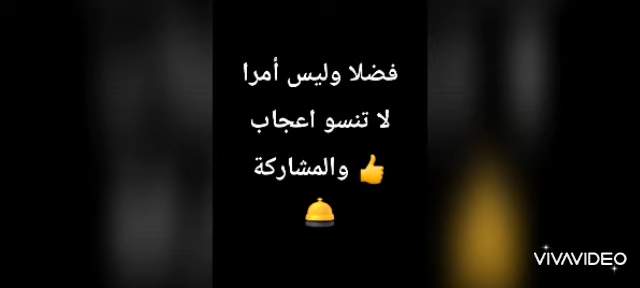 فضلا وليس أمرا
لا تنسو اعجاب
👍 والمشاركة
🛎
VIVAVIDEO